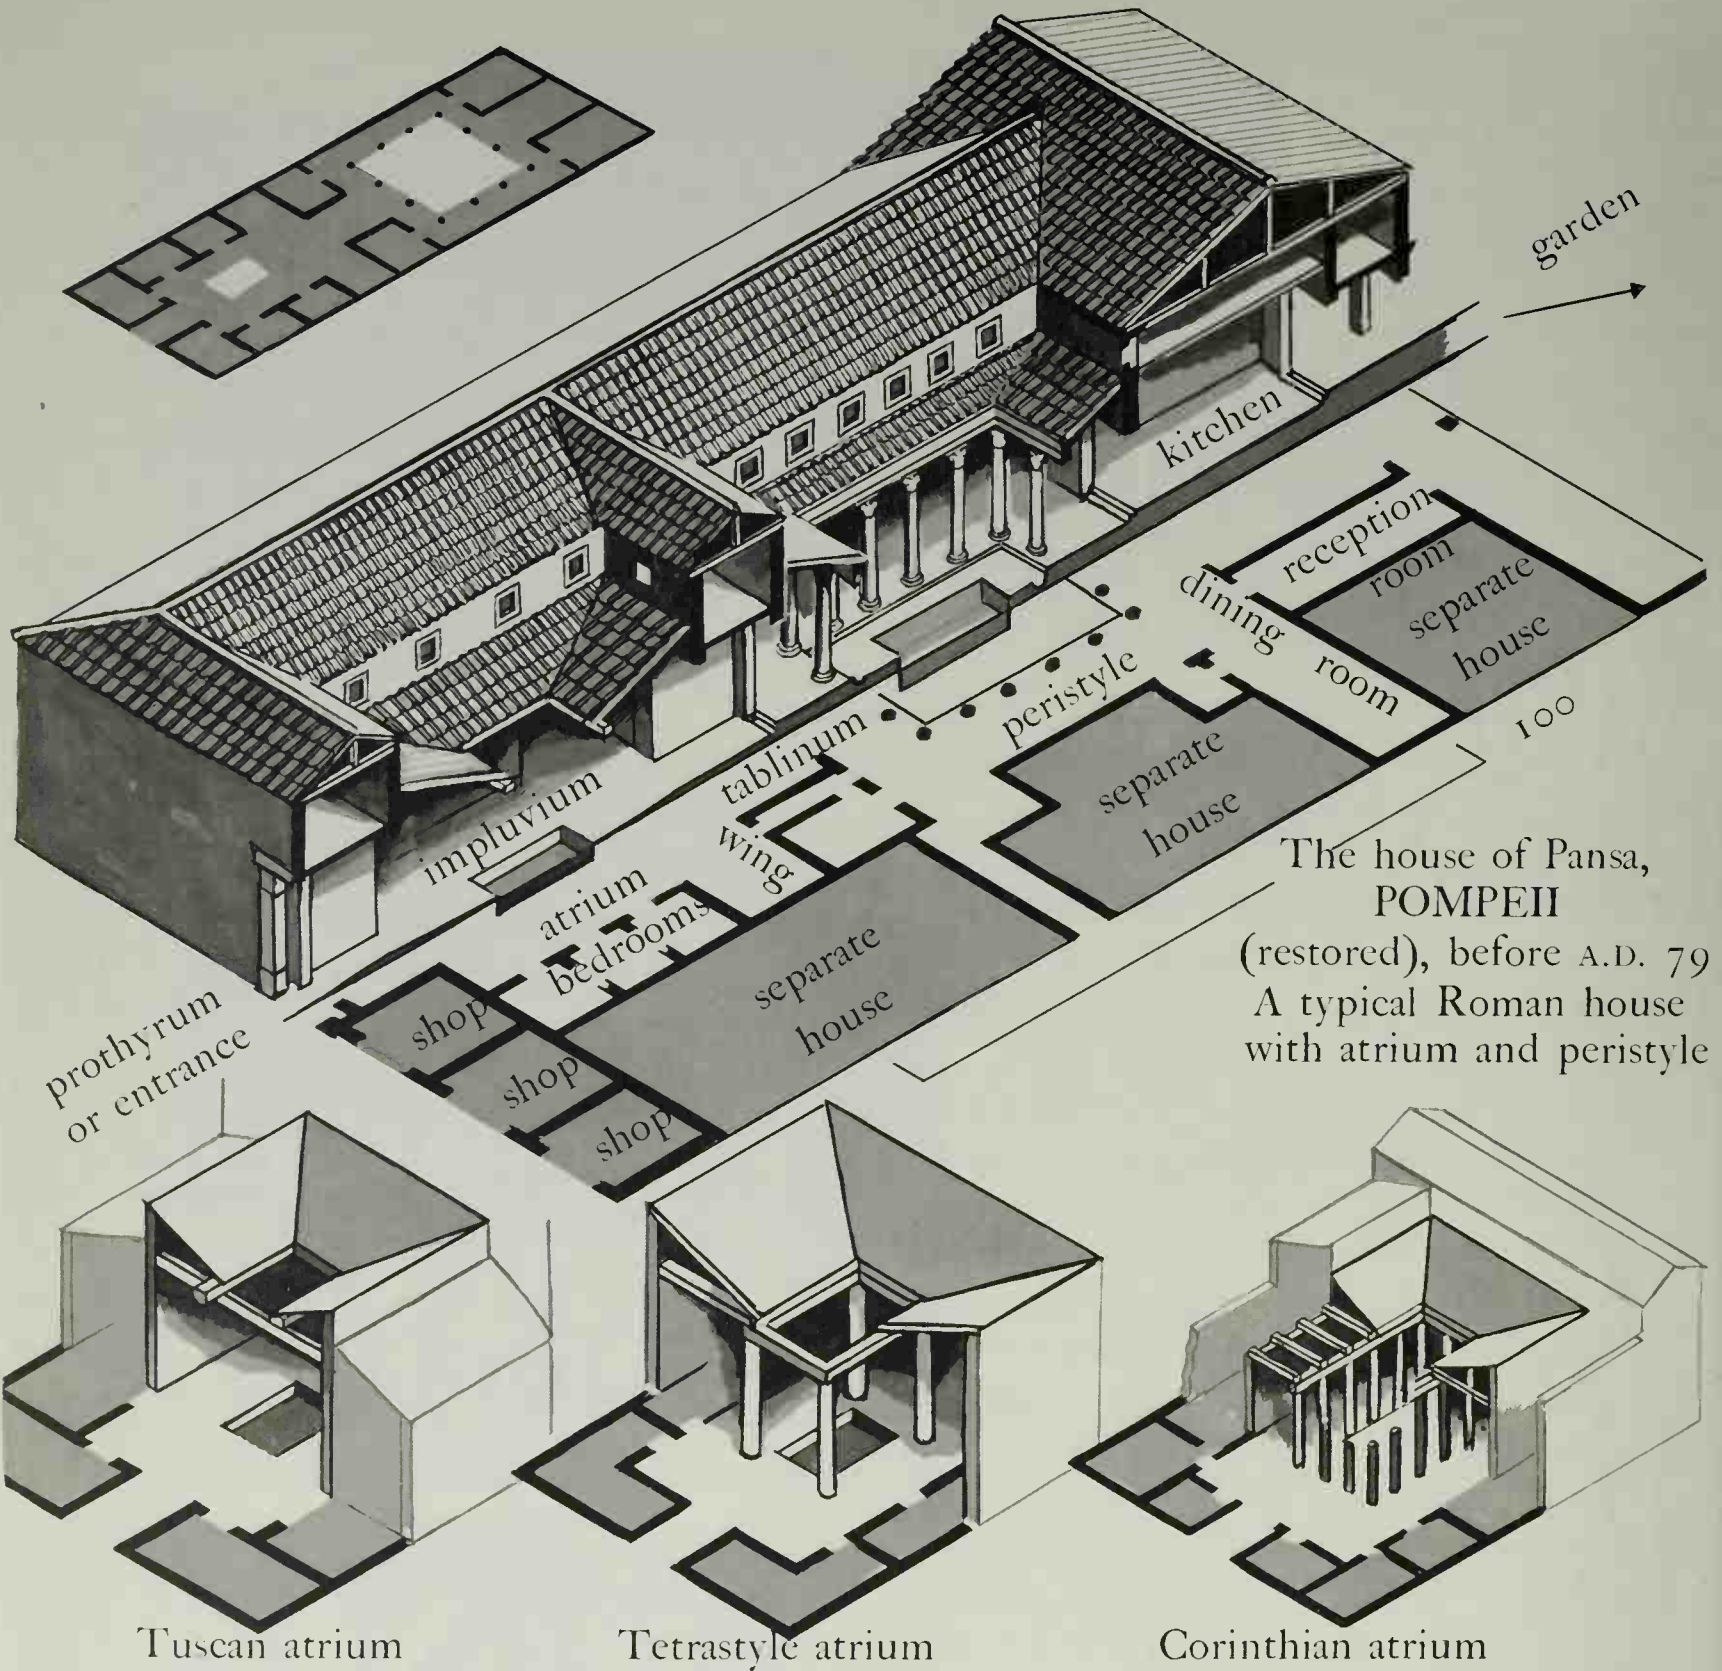 garden
kitchen
reception
room
dining
room
separate
house
100
peristyle
separate
house
tablinum
wing
impluvium
atrium
bedrooms
separate
house
shop
shop
shop
prothyrum
or entrance
The house of Pansa,
POMPEII
(restored), before A.D. 79
A typical Roman house
with atrium and peristyle
Tuscan atrium
Tetrastyle atrium
Corinthian atrium